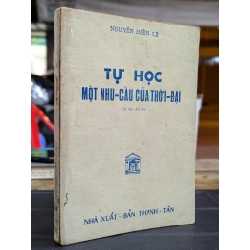 NGUYỄN HIẾN LÊ
TỰ HỌC
MỘT NHU-CẦU CỦA THỜI-ĐẠI
NHÀ XUẤT-BẢN THANH-TÂN